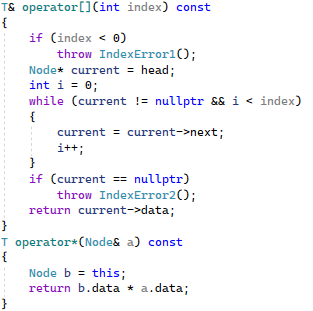 T& operator[](int index) const
{
if (index < 0)
throw IndexError1();
Node* current = head;
int i = 0;
while (current != nullptr && i < index)
{
current = current->next;
i++;
}
if (current == nullptr)
throw IndexError2();
return current->data;
}
T operator*(Node& a) const
{
Node b = this;
return b.data * a.data;
}